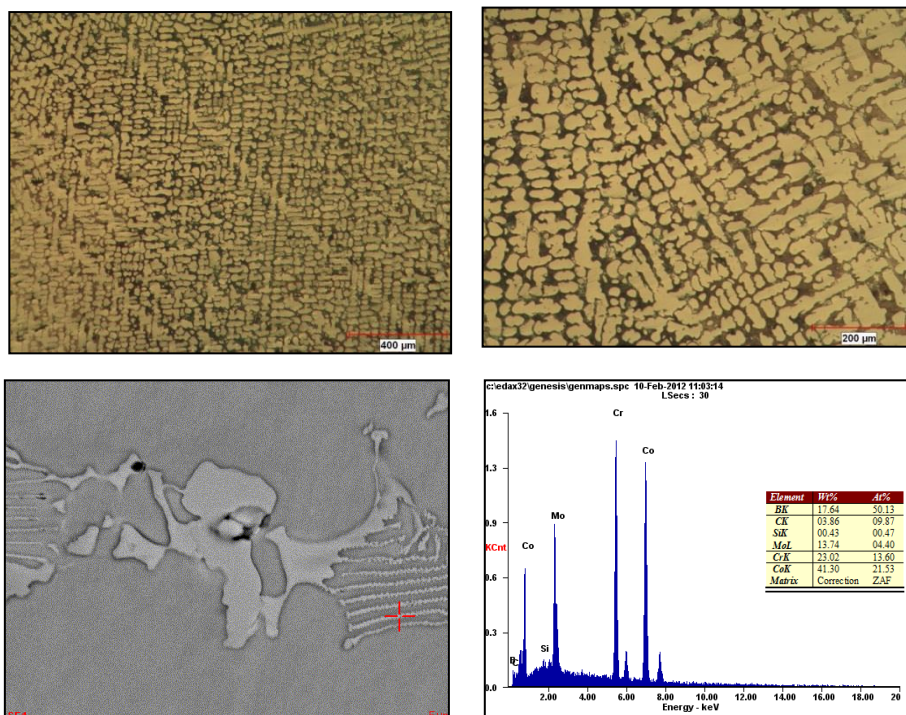 400 µm
200 µm
c:\edax32\genesis\genmaps.spc 10-Feb-2012 11:03:14
LSecs : 30
1.6
Cr
1.3
Co
Element Wt% At%
BK 17.64 50.13
CK 03.86 09.87
SiK 00.43 00.47
MoL 13.74 04.40
CrK 23.02 13.60
CoK 41.30 21.53
Matrix Correction ZAF
0.9
Mo
KCnt
Co
0.6
0.3
Si
B
C
0.0
2.00 4.00 6.00 8.00 10.00 12.00 14.00 16.00 18.00 20
Energy - keV